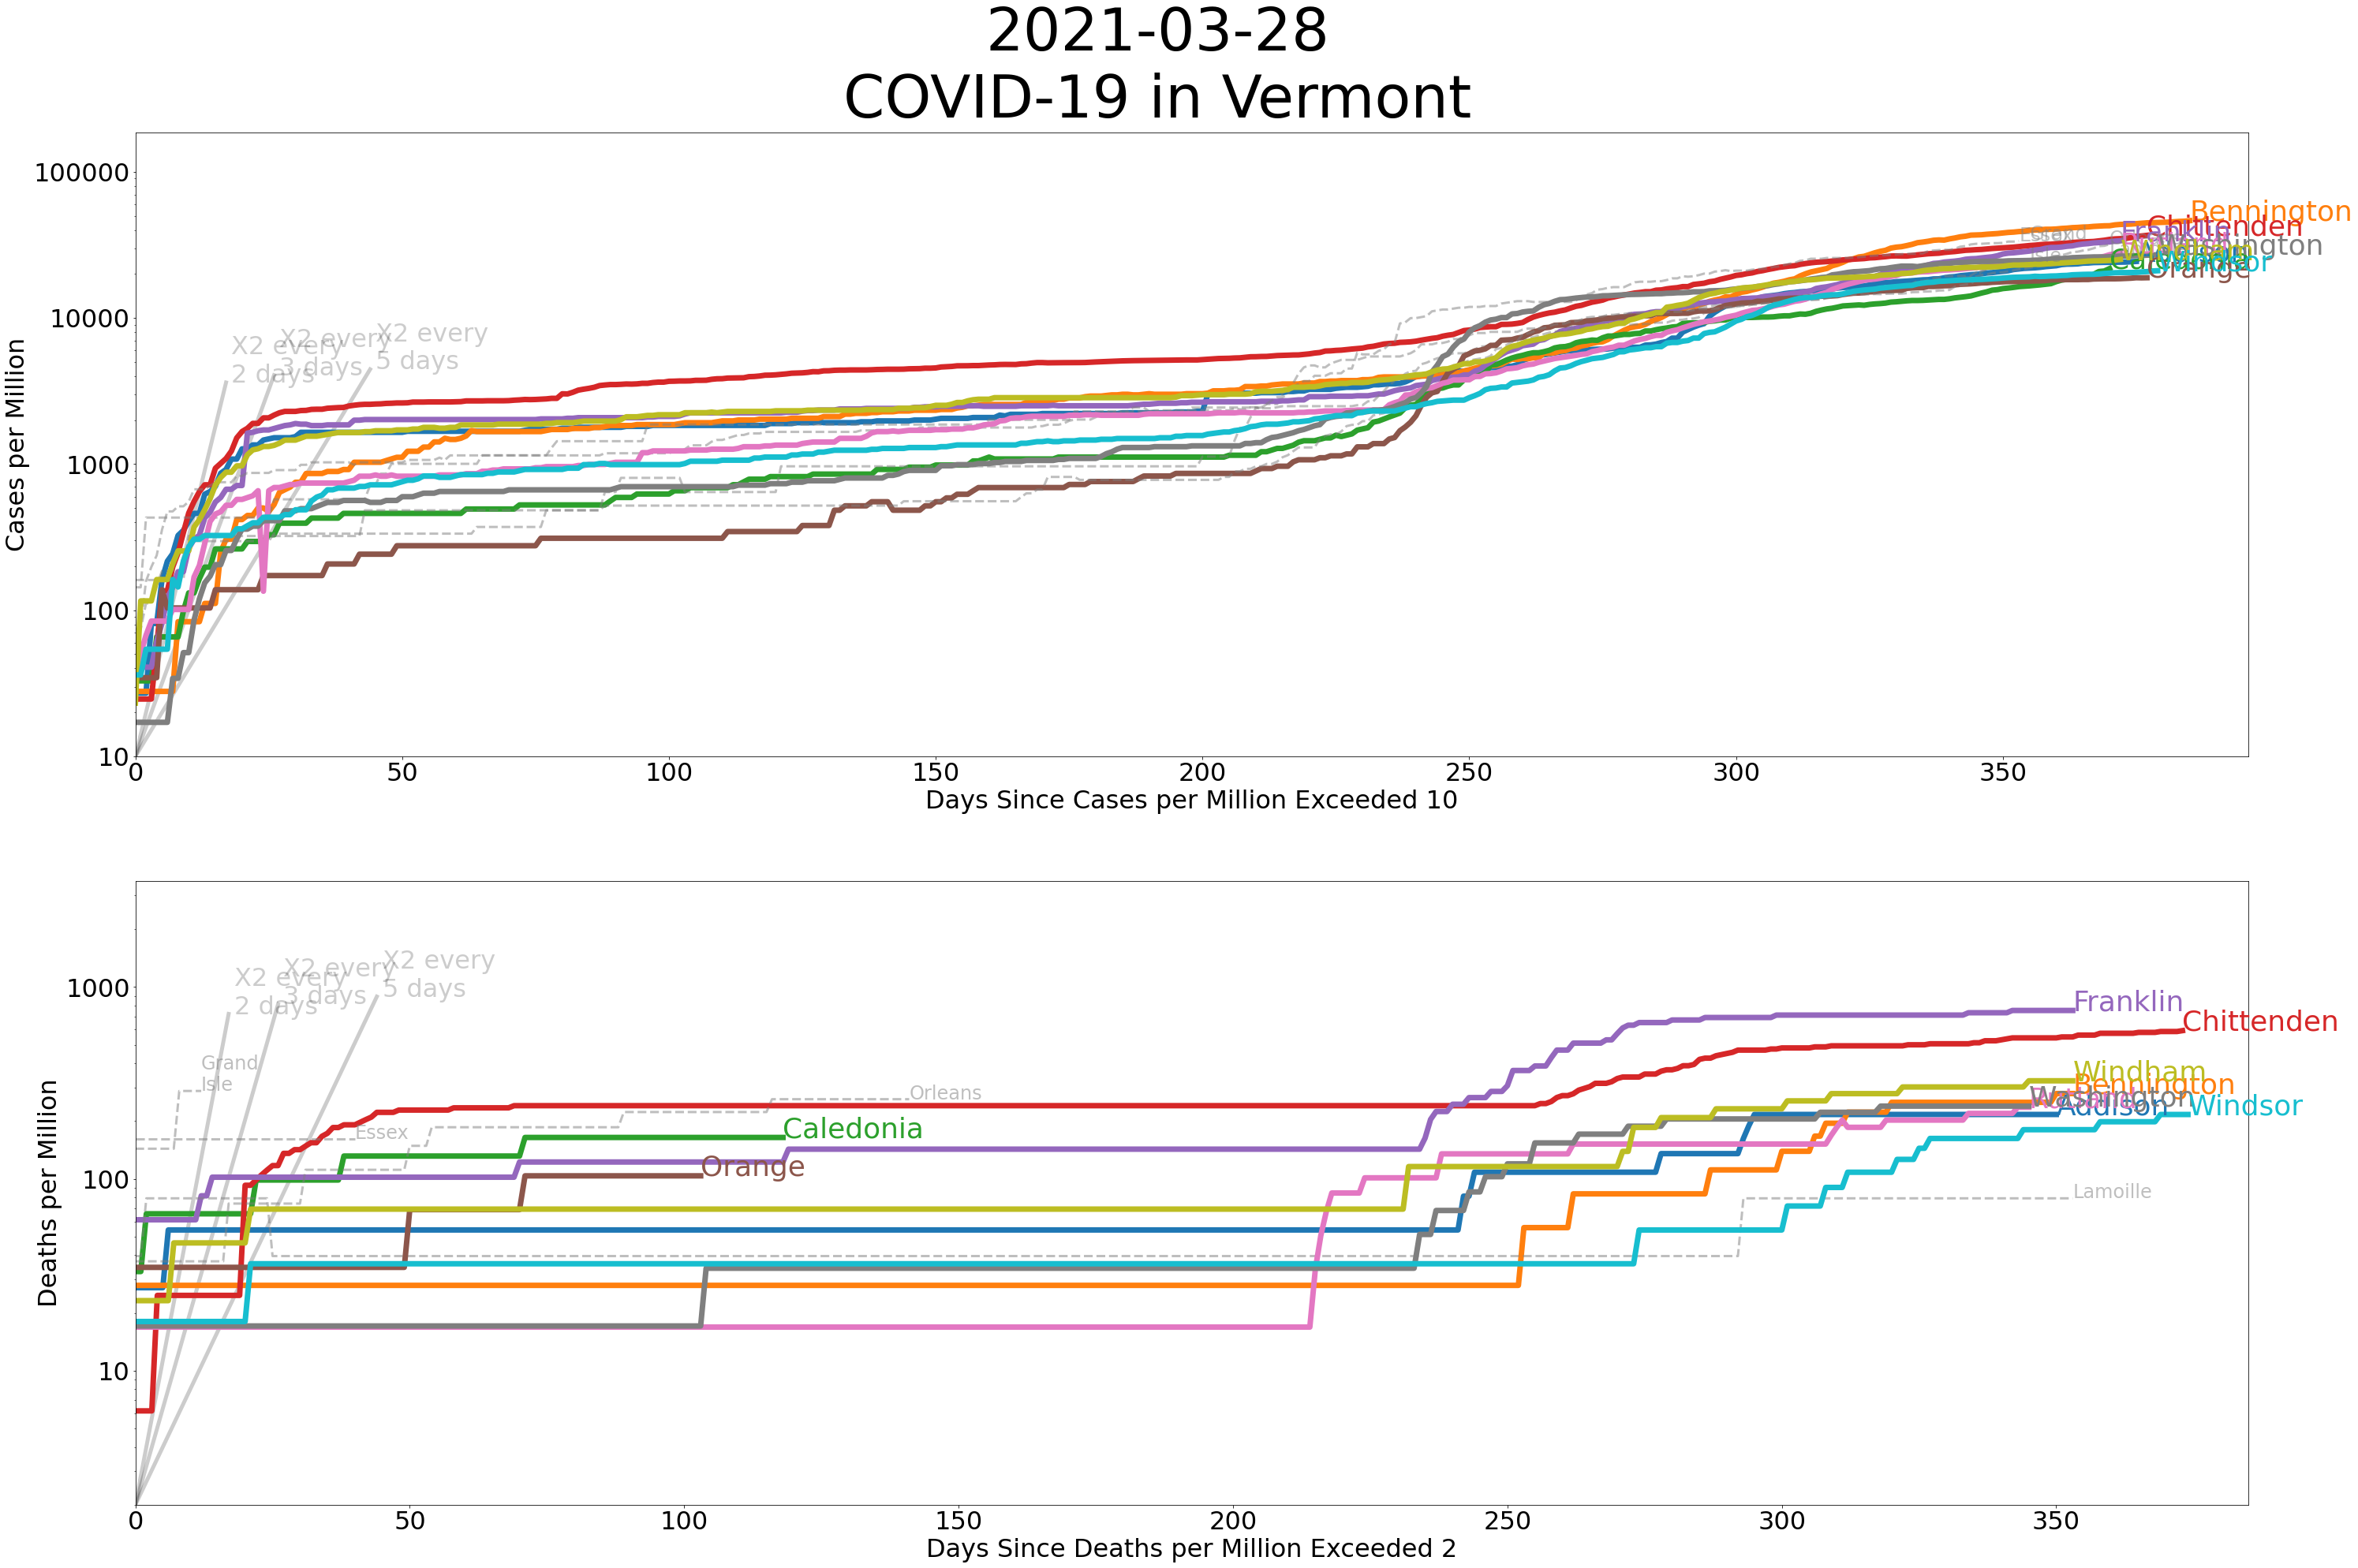 2021-03-28
COVID-19 in Vermont
Cases per Million
100000
10000
1000
100
10
X2 every
2 days
X2 every
3 days
X2 every
5 days
Bennington
Chittenden
Franklin
Washington
Windham
Windsor
Orange
Essex
0
50
100
150
200
250
300
350
Days Since Cases per Million Exceeded 10
Deaths per Million
1000
100
10
X2 every
2 days
X2 every
3 days
X2 every
5 days
Grand
Isle
Essex
Orleans
Caledonia
Orange
Franklin
Chittenden
Windham
Bennington
Washington
Addison
Windsor
Lamoille
0
50
100
150
200
250
300
350
Days Since Deaths per Million Exceeded 2